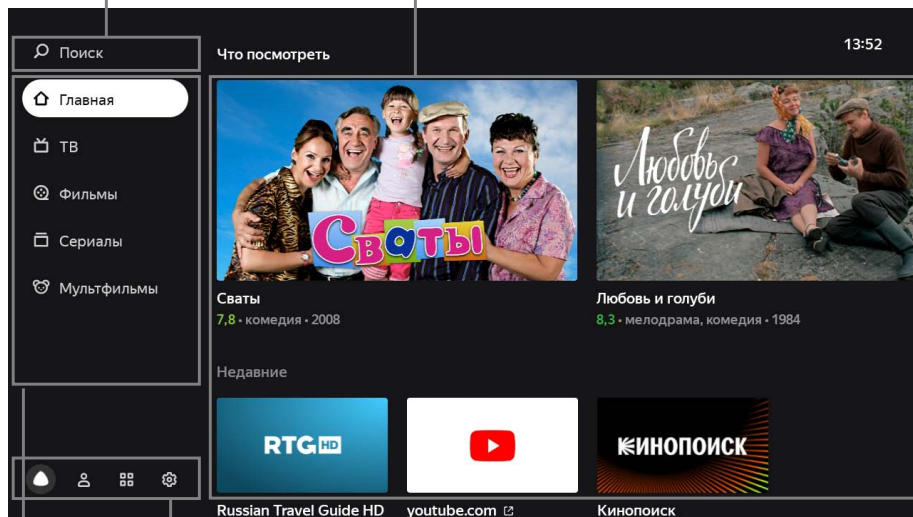 Поиск
13:52
Что посмотреть
Главная
ТВ
Фильмы
Сериалы
Мультфильмы
Сваты
Любовь и голуби
Сваты
Любовь и голуби
7,8 • комедия • 2008
8,3 • мелодрама, комедия • 1984
Недавние
RTG HD
КИНОПОИСК
Russian Travel Guide HD
youtube.com
Кинопоиск